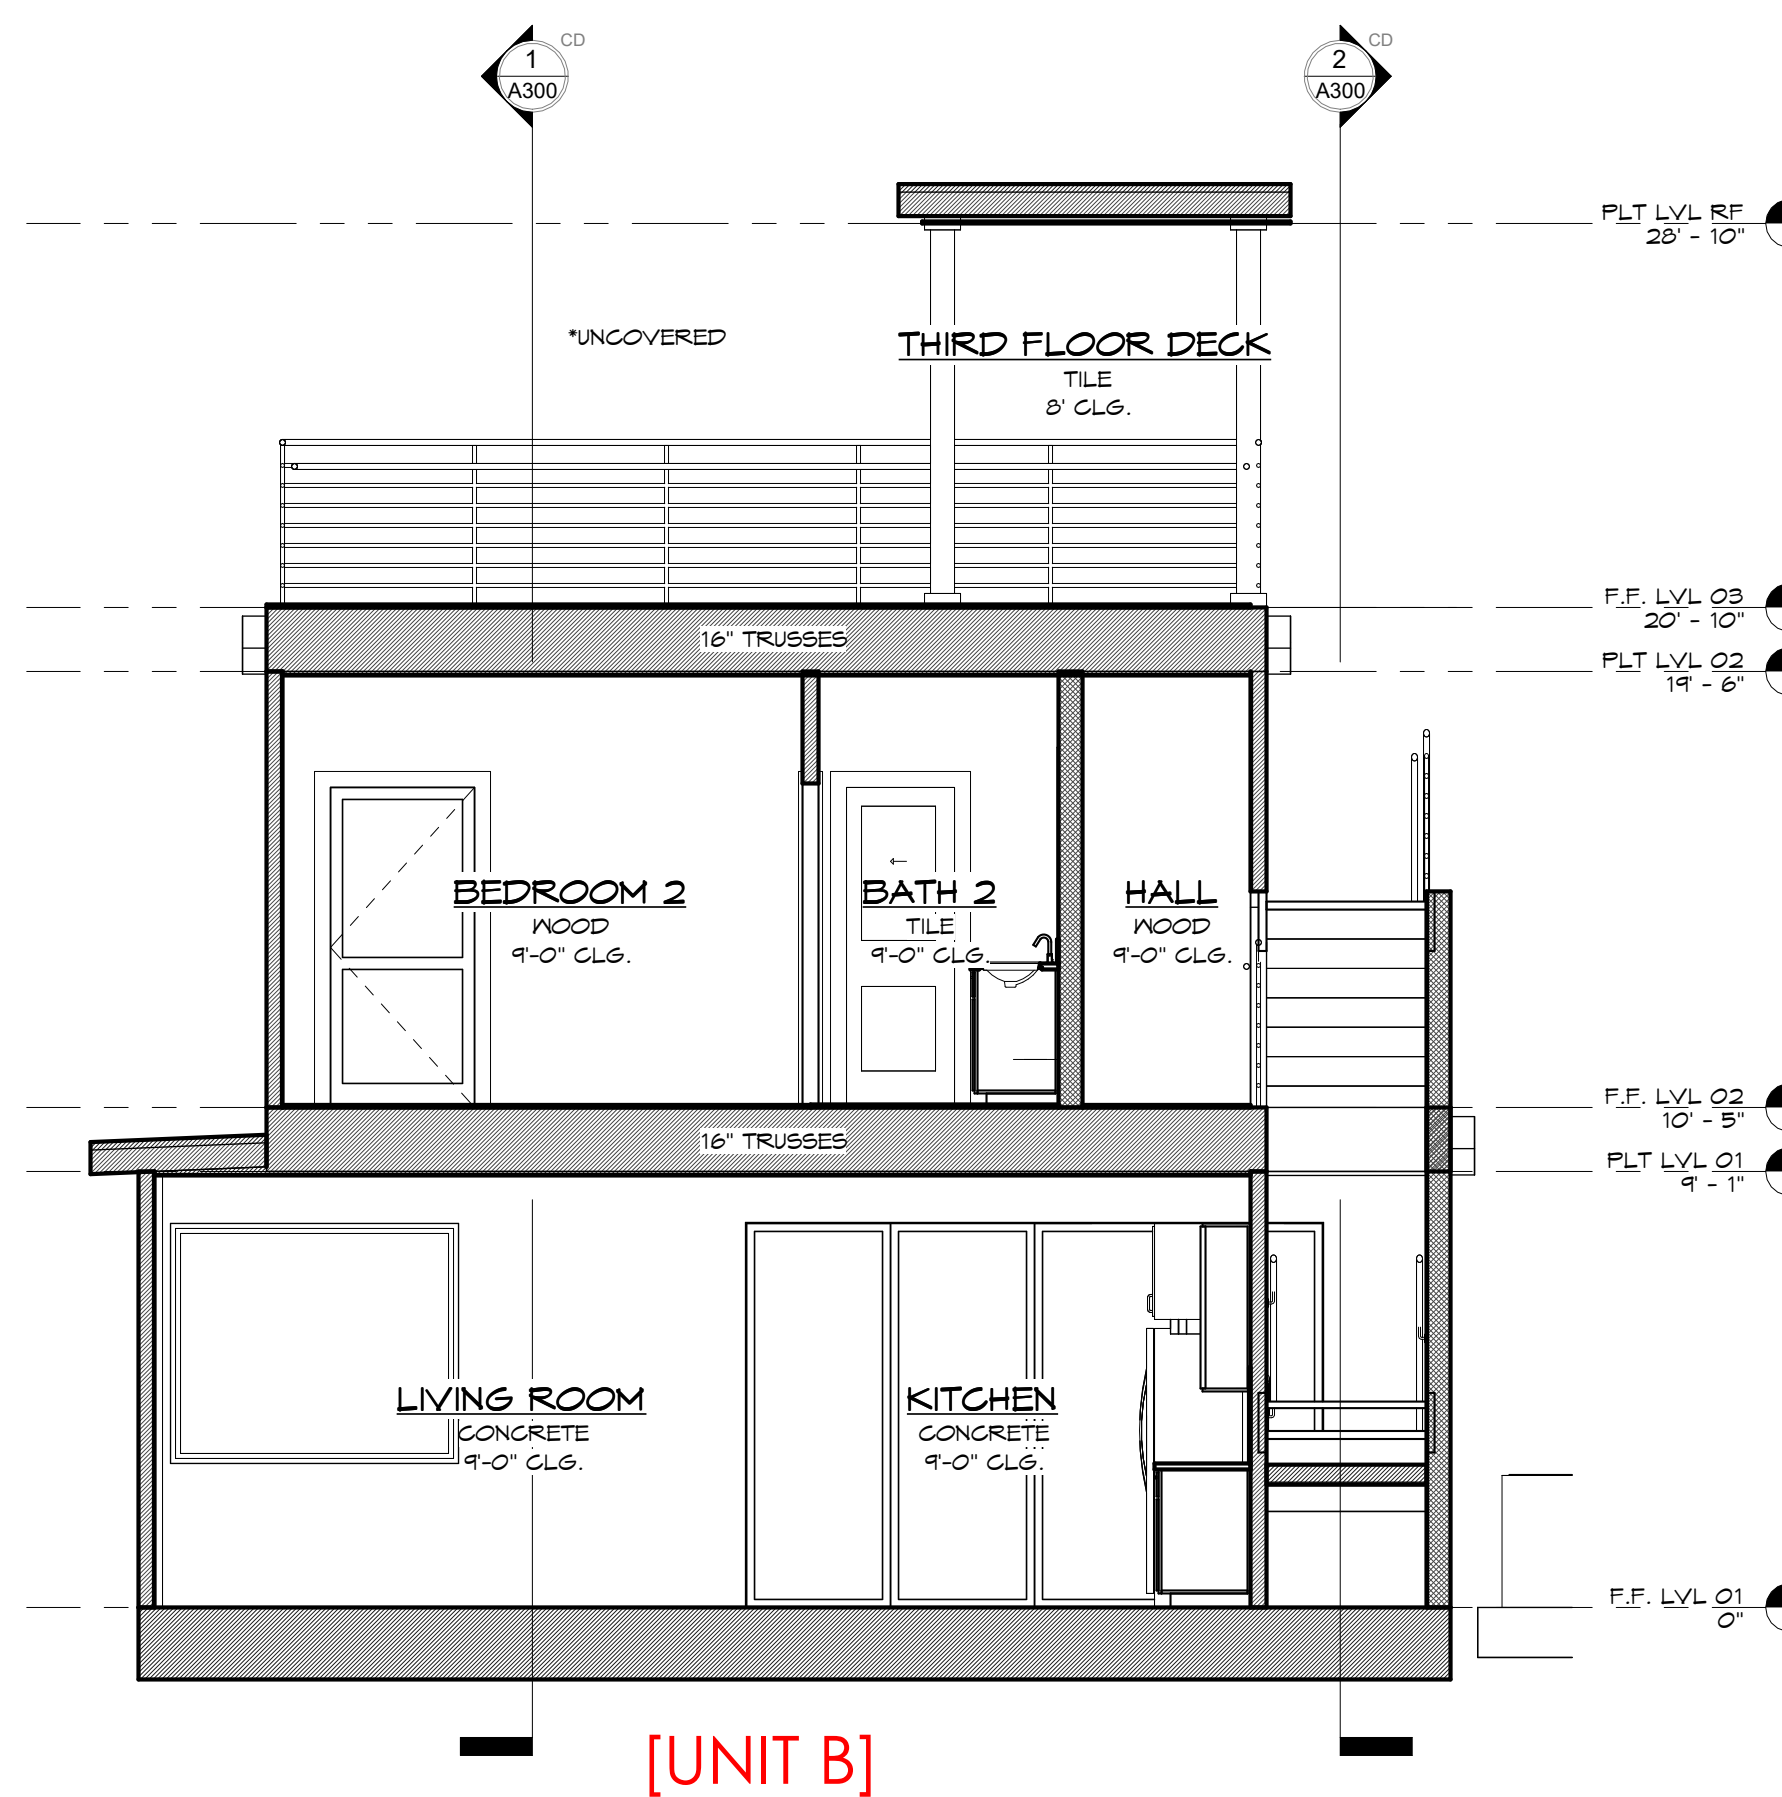 CD
1
A300
CD
2
A300
PLT LVL RF
28' - 10"
*UNCOVERED
THIRD FLOOR DECK
TILE
8' CLG.
F.F. LVL 03
20' - 10"
16" TRUSSES
PLT LVL 02
19' - 6"
BEDROOM 2
WOOD
9'-0" CLG.
BATH 2
TILE
9'-0" CLG.
HALL
WOOD
9'-0" CLG.
F.F. LVL 02
10' - 5"
16" TRUSSES
PLT LVL 01
9' - 1"
LIVING ROOM
CONCRETE
9'-0" CLG.
KITCHEN
CONCRETE
9'-0" CLG.
F.F. LVL 01
0"
[UNIT B]